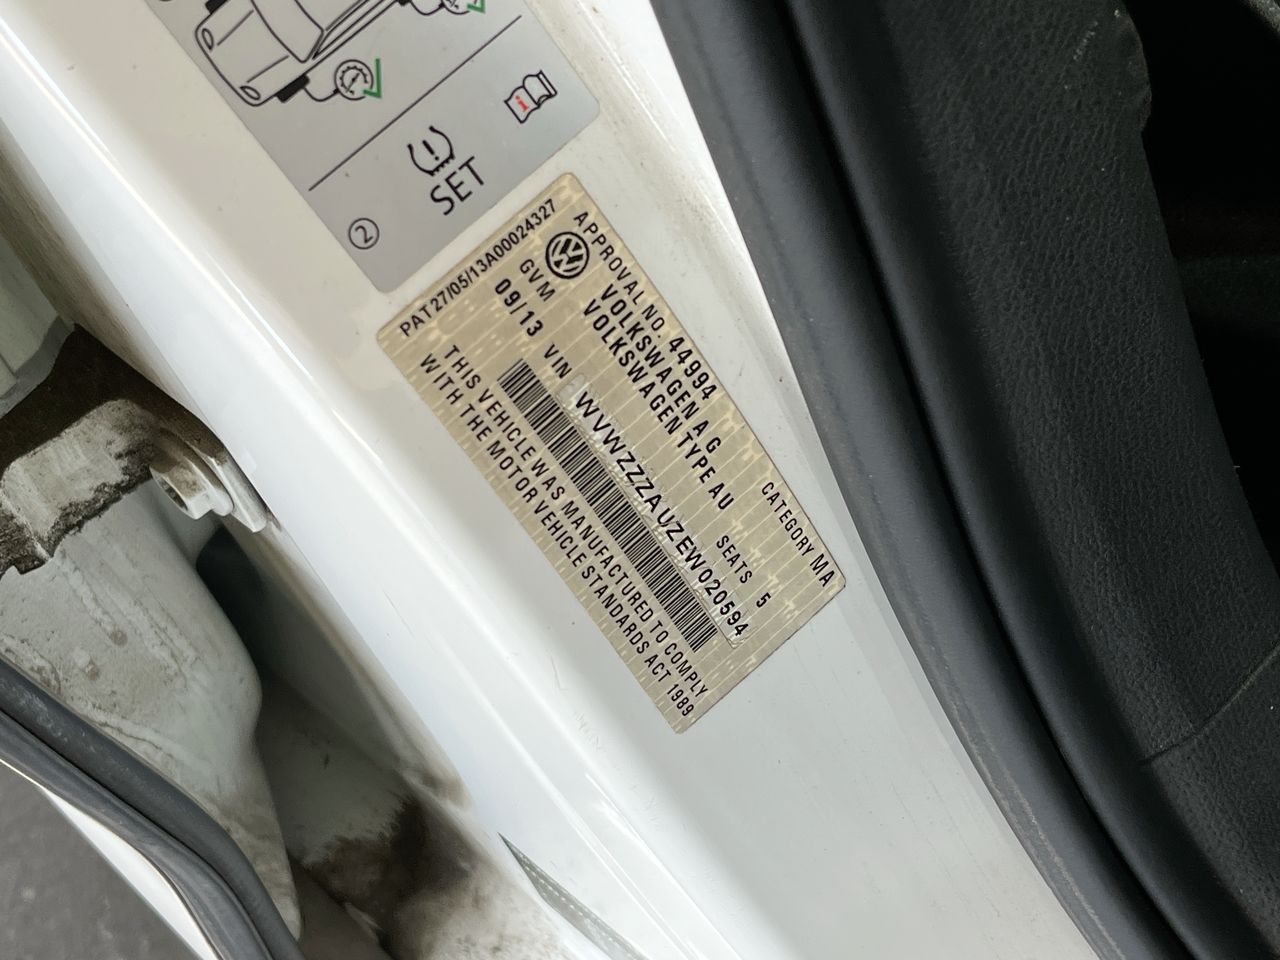 i
SET
2
PAT27/05/13A00024327
APPROVAL NO. 44994
CATEGORY MA
VOLKSWAGEN A G
GVM
VOLKSWAGEN TYPE AU
SEATS 5
09/13
VIN
WVWZZZAUZEW020594
THIS VEHICLE WAS MANUFACTURED TO COMPLY
WITH THE MOTOR VEHICLE STANDARDS ACT 1989